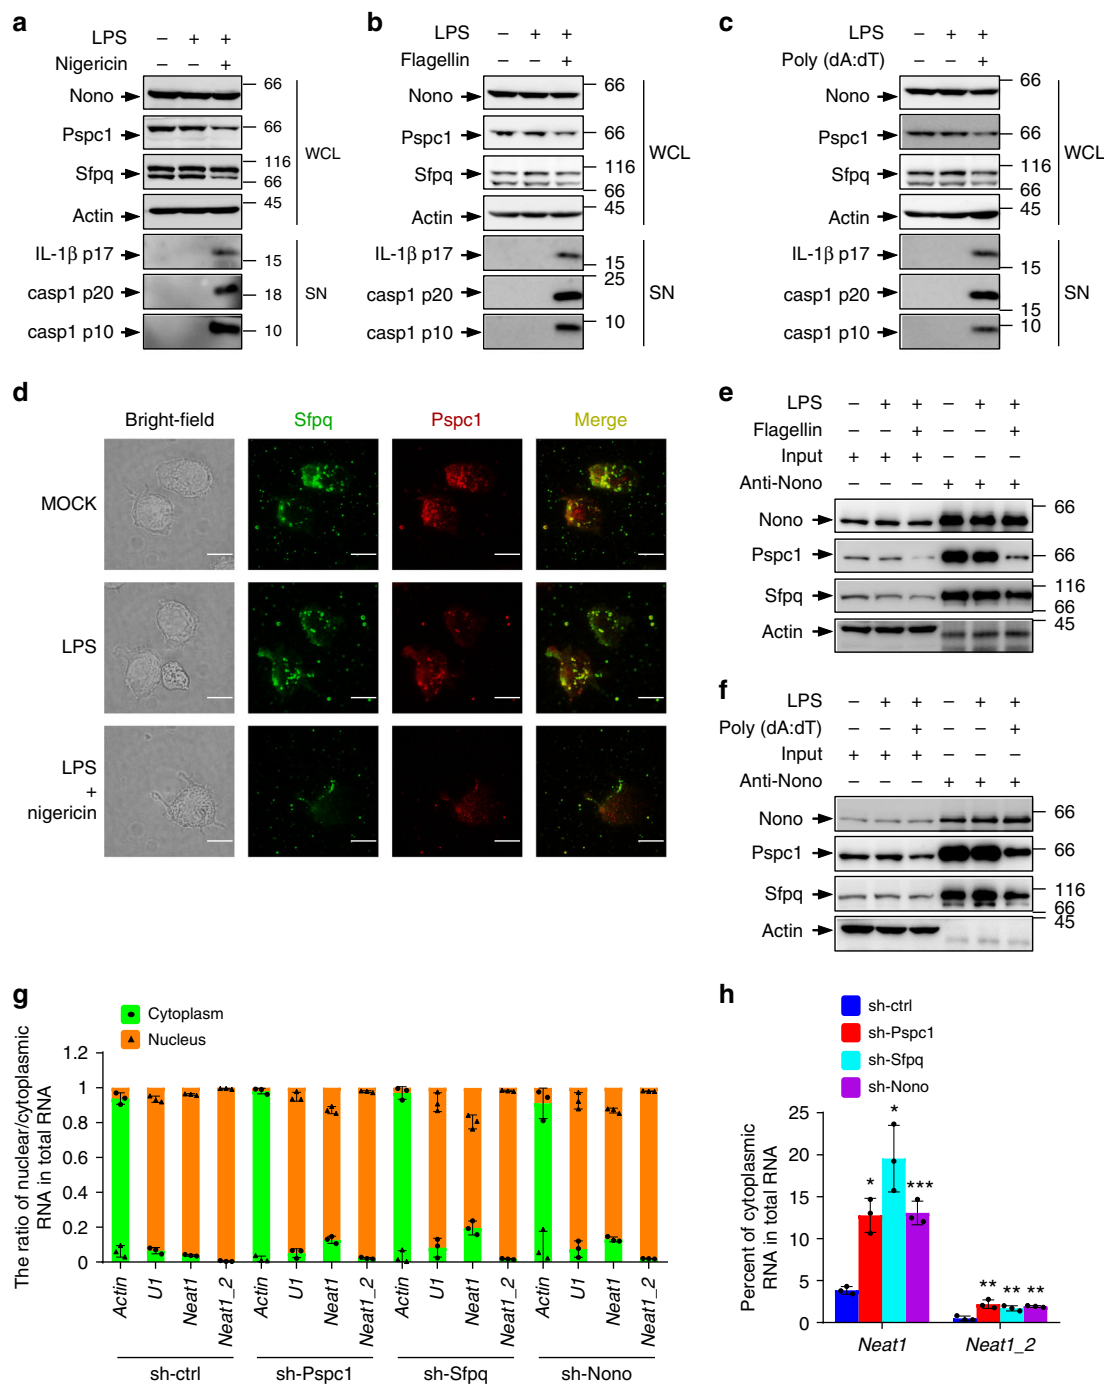 a
LPS – + +
Nigericin +
Nono 66
Pspc1 66
Sfpq 116
66
Actin 45
WCL
IL-1β p17 15
casp1 p20 18
casp1 p10 10
SN
b
LPS – + +
Flagellin +
Nono 66
Pspc1 66
Sfpq 116
66
Actin 45
WCL
IL-1β p17 15
25
casp1 p20
casp1 p10 10
SN
c
LPS – + +
Poly (dA:dT) +
Nono 66
Pspc1 66
Sfpq 116
66
Actin 45
WCL
IL-1β p17 15
casp1 p20 15
casp1 p10 10
SN
d
Bright-field Sfpq Pspc1 Merge
MOCK
LPS
LPS
+
nigericin
e
LPS – + + – + +
Flagellin – – + – – +
Input + + + – – –
Anti-Nono – – – + + +
Nono 66
Pspc1 66
Sfpq 116
66
Actin 45
f
LPS – + + – + +
Poly (dA:dT) – – + – – +
Input + + + – – –
Anti-Nono – – – + + +
Nono 66
Pspc1 66
Sfpq 116
66
Actin 45
g
Cytoplasm
Nucleus
The ratio of nuclear/cytoplasmic
RNA in total RNA
1.2
1
0.8
0.6
0.4
0.2
0
Actin U1 Neat1 Neat1_2 Actin U1 Neat1 Neat1_2 Actin U1 Neat1 Neat1_2 Actin U1 Neat1 Neat1_2
sh-ctrl sh-Pspc1 sh-Sfpq sh-Nono
h
sh-ctrl
sh-Pspc1
sh-Sfpq
sh-Nono
Percent of cytoplasmic
RNA in total RNA
25
20
15
10
5
0
* * *** ** ** **
Neat1 Neat1_2